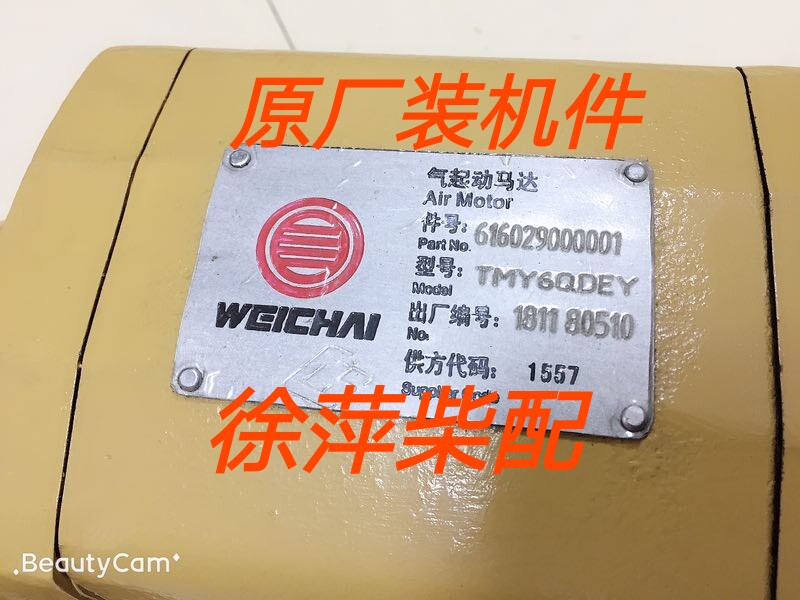 原厂装机件
气起动马达
Air Motor
件号: 616029000001
Part No.
型号: TMY6QDEY
Model
WEICHAI
出厂编号: 1811 80510
No.
供方代码: 1557
Supplier Code
徐萍柴配
.BeautyCam